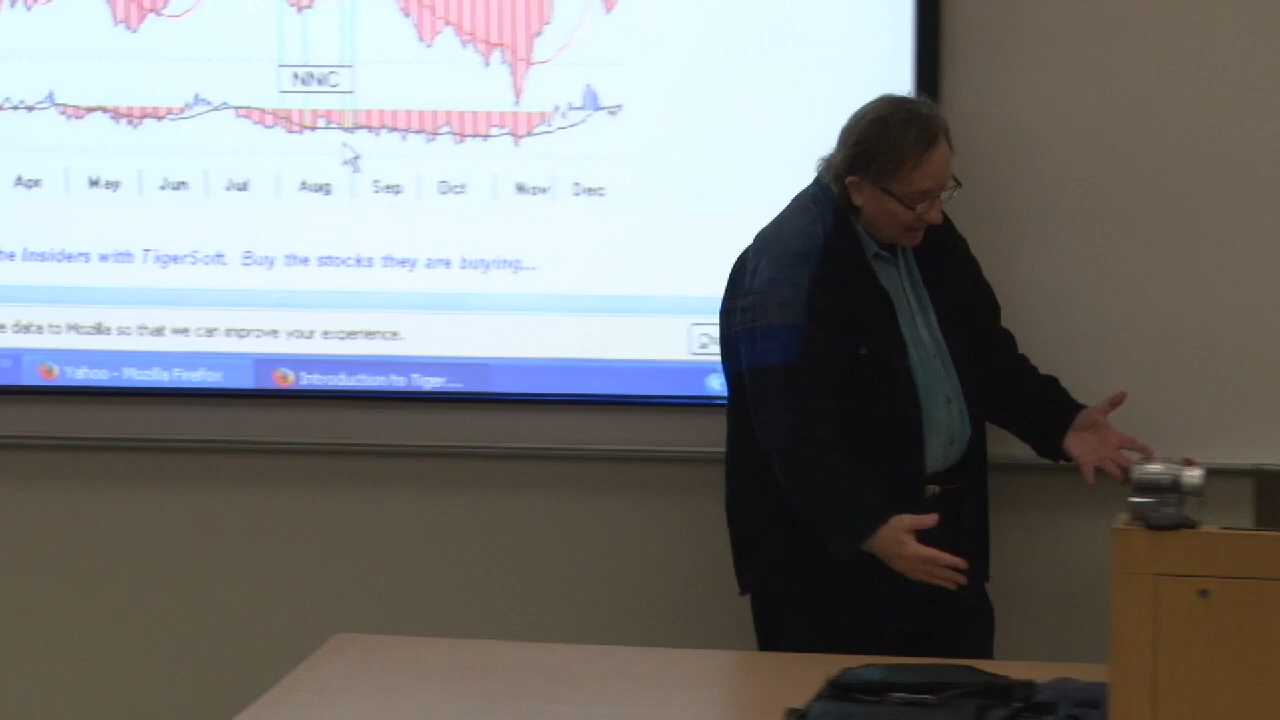 NNC
Apr May Jun Jul Aug Sep Oct Nov Dec
he Insiders with TigerSoft. Buy the stocks they are buying...
e data to Mozilla so that we can improve your experience.
Yahoo - Mozilla Firefox Introduction to Tiger....